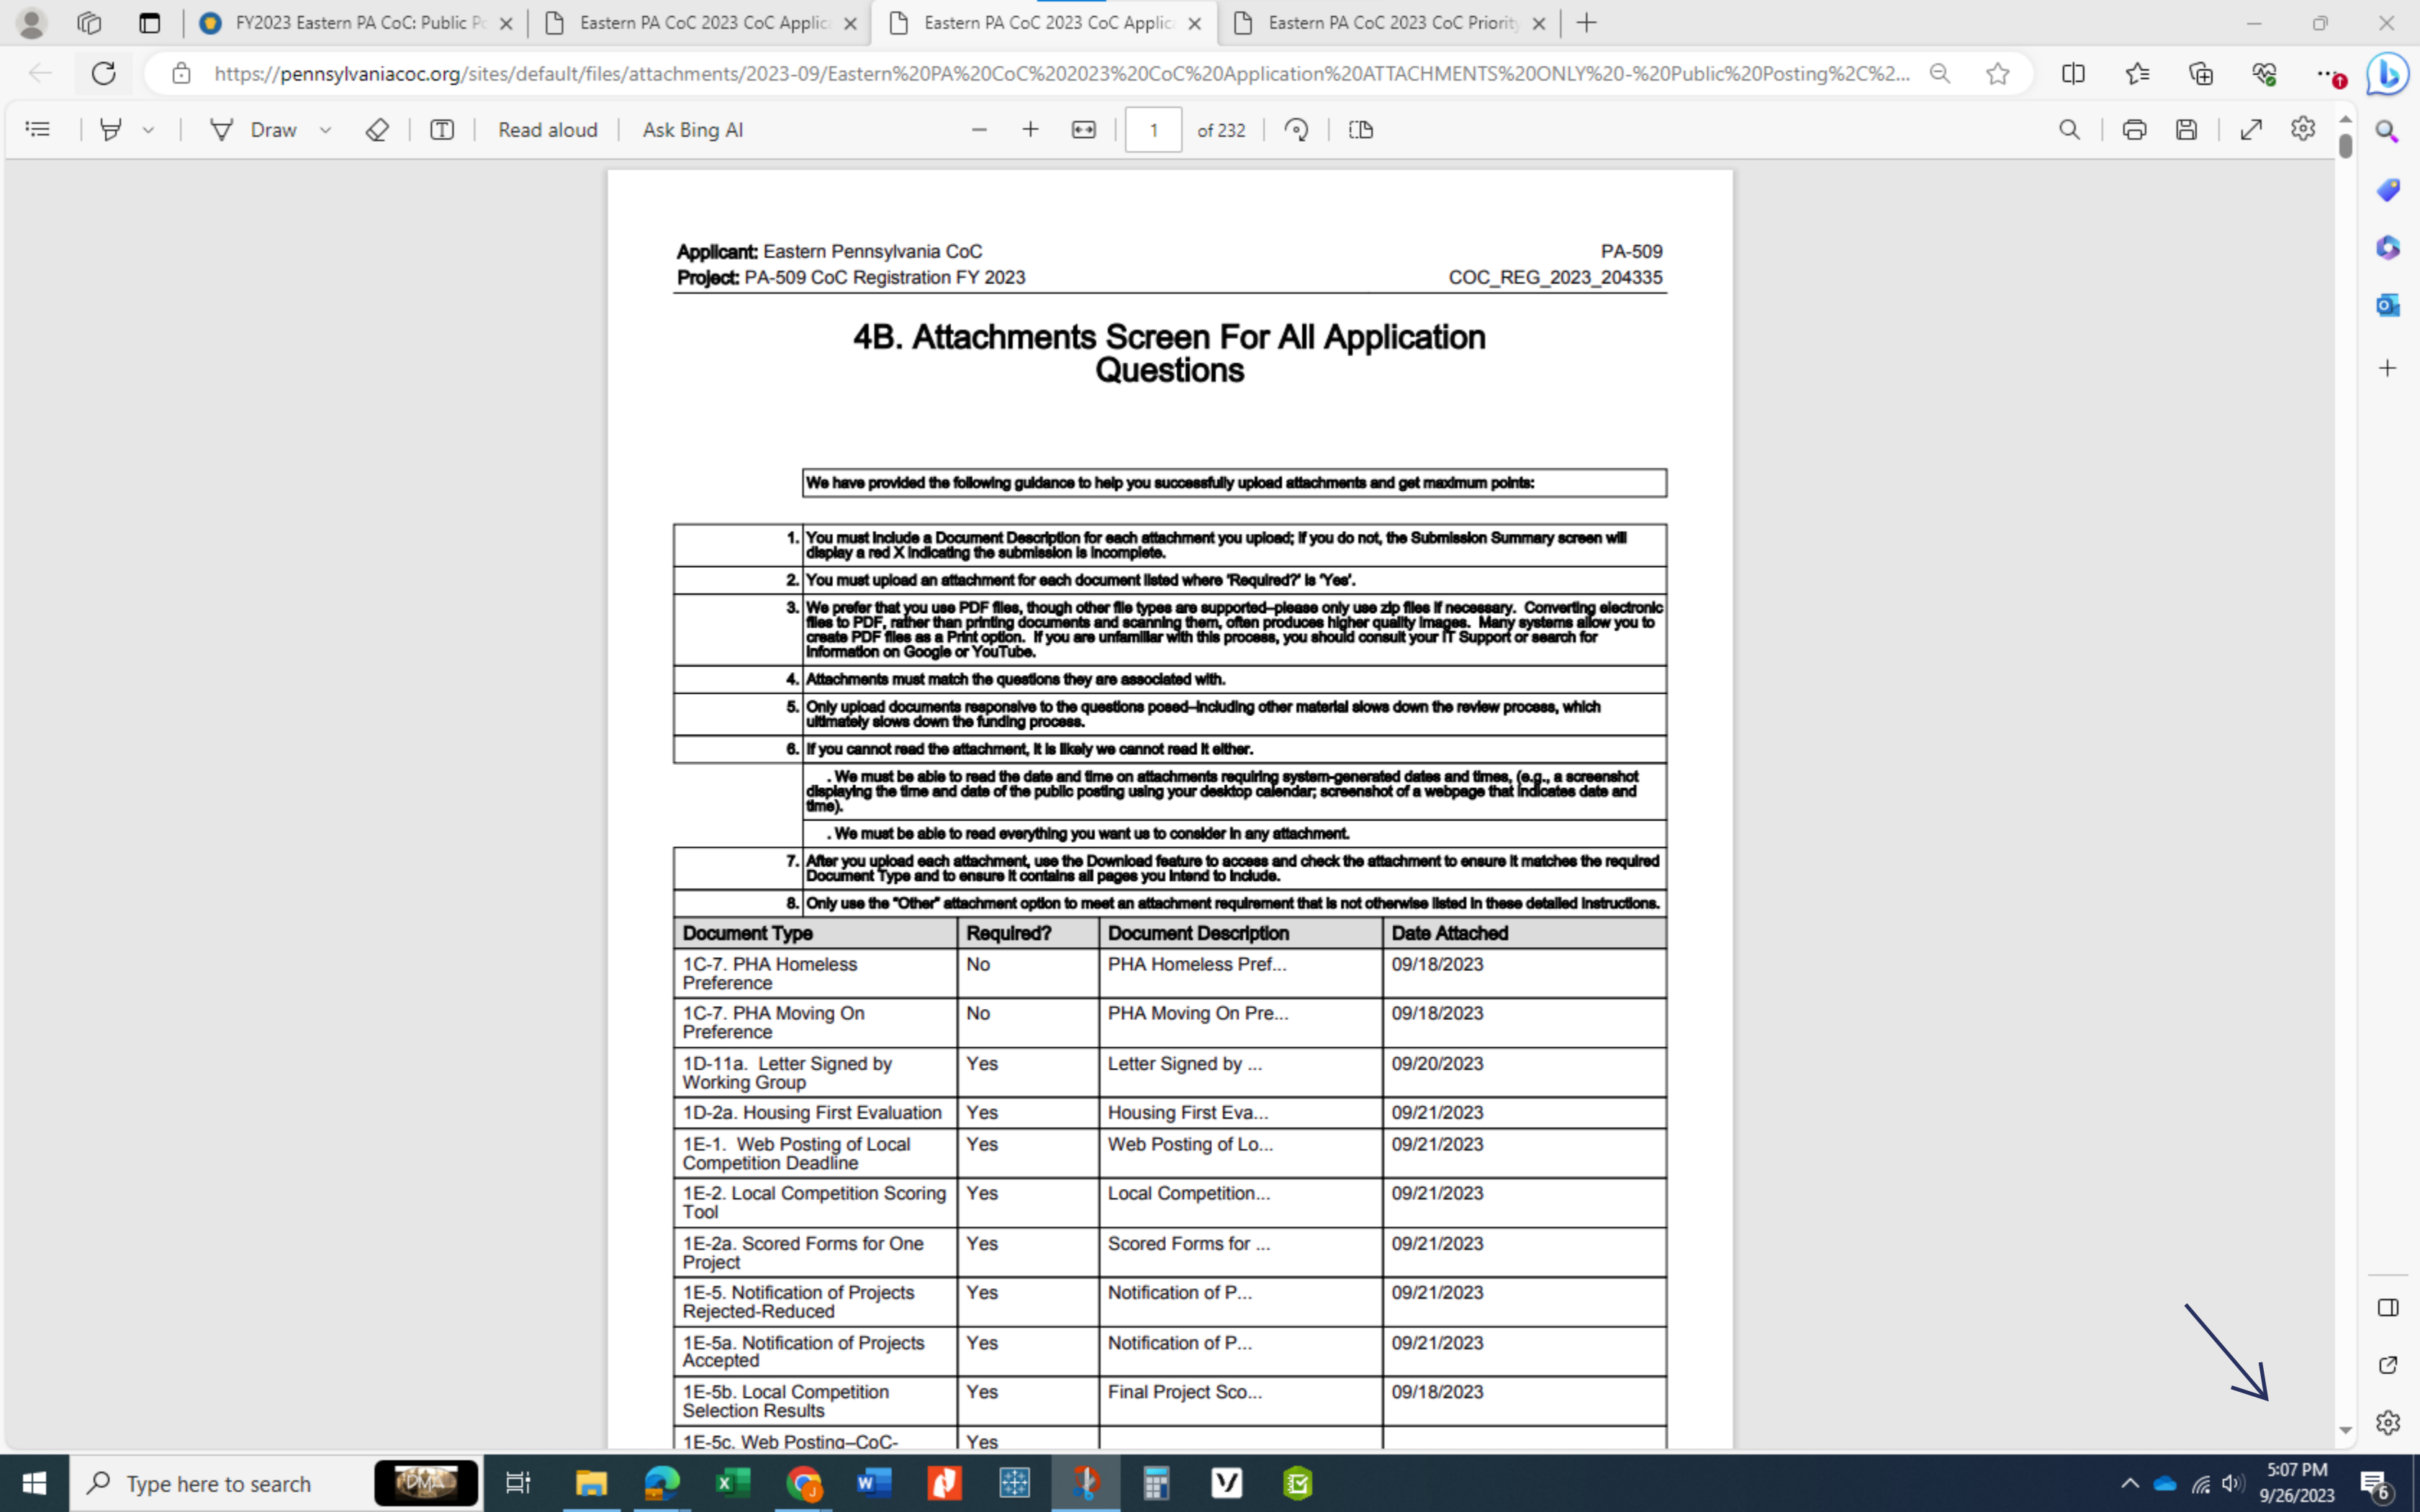 FY2023 Eastern PA CoC: Public Po
Eastern PA CoC 2023 CoC Applica
Eastern PA CoC 2023 CoC Applica
Eastern PA CoC 2023 CoC Priority
https://pennsylvaniacoc.org/sites/default/files/attachments/2023-09/Eastern%20PA%20CoC%202023%20CoC%20Application%20ATTACHMENTS%20ONLY%20-%20Public%20Posting%2C%2...
Draw
Read aloud
Ask Bing AI
1
of 232
Applicant: Eastern Pennsylvania CoC
PA-509
Project: PA-509 CoC Registration FY 2023
COC_REG_2023_204335
4B. Attachments Screen For All Application
Questions
We have provided the following guidance to help you successfully upload attachments and get maximum points:
1. You must include a Document Description for each attachment you upload; if you do not, the Submission Summary screen will
display a red X indicating the submission is incomplete.
2. You must upload an attachment for each document listed where 'Required?' is 'Yes'.
3. We prefer that you use PDF files, though other file types are supported–please only use zip files if necessary. Converting electronic
files to PDF, rather than printing documents and scanning them, often produces higher quality images. Many systems allow you to
create PDF files as a Print option. If you are unfamiliar with this process, you should consult your IT Support or search for
information on Google or YouTube.
4. Attachments must match the questions they are associated with.
5. Only upload documents responsive to the questions posed–including other material slows down the review process, which
ultimately slows down the funding process.
6. If you cannot read the attachment, it is likely we cannot read it either.
. We must be able to read the date and time on attachments requiring system-generated dates and times, (e.g., a screenshot
displaying the time and date of the public posting using your desktop calendar; screenshot of a webpage that indicates date and
time).
. We must be able to read everything you want us to consider in any attachment.
7. After you upload each attachment, use the Download feature to access and check the attachment to ensure it matches the required
Document Type and to ensure it contains all pages you intend to include.
8. Only use the "Other" attachment option to meet an attachment requirement that is not otherwise listed in these detailed instructions.
Document Type Required? Document Description Date Attached
1C-7. PHA Homeless No PHA Homeless Pref... 09/18/2023
Preference
1C-7. PHA Moving On No PHA Moving On Pre... 09/18/2023
Preference
1D-11a. Letter Signed by Yes Letter Signed by ... 09/20/2023
Working Group
1D-2a. Housing First Evaluation Yes Housing First Eva... 09/21/2023
1E-1. Web Posting of Local Yes Web Posting of Lo... 09/21/2023
Competition Deadline
1E-2. Local Competition Scoring Yes Local Competition... 09/21/2023
Tool
1E-2a. Scored Forms for One Yes Scored Forms for ... 09/21/2023
Project
1E-5. Notification of Projects Yes Notification of P... 09/21/2023
Rejected-Reduced
1E-5a. Notification of Projects Yes Notification of P... 09/21/2023
Accepted
1E-5b. Local Competition Yes Final Project Sco... 09/18/2023
Selection Results
1E-5c. Web Posting–CoC- Yes
Type here to search
DMA
5:07 PM
9/26/2023
6